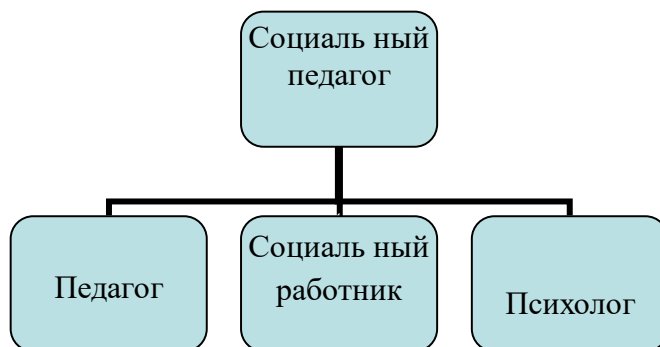 Социаль ный
педагог
Педагог
Социаль ный
работник
Психолог